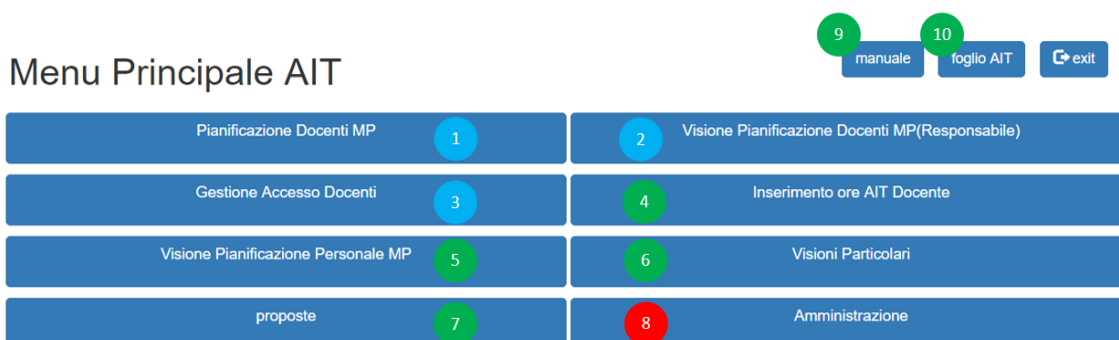 9 10
manuale foglio AIT exit
Menu Principale AIT
Pianificazione Docenti MP 1 2 Visione Pianificazione Docenti MP(Responsabile)
Gestione Accesso Docenti 3 4 Inserimento ore AIT Docente
Visione Pianificazione Personale MP 5 6 Visioni Particolari
proposte 7 8 Amministrazione